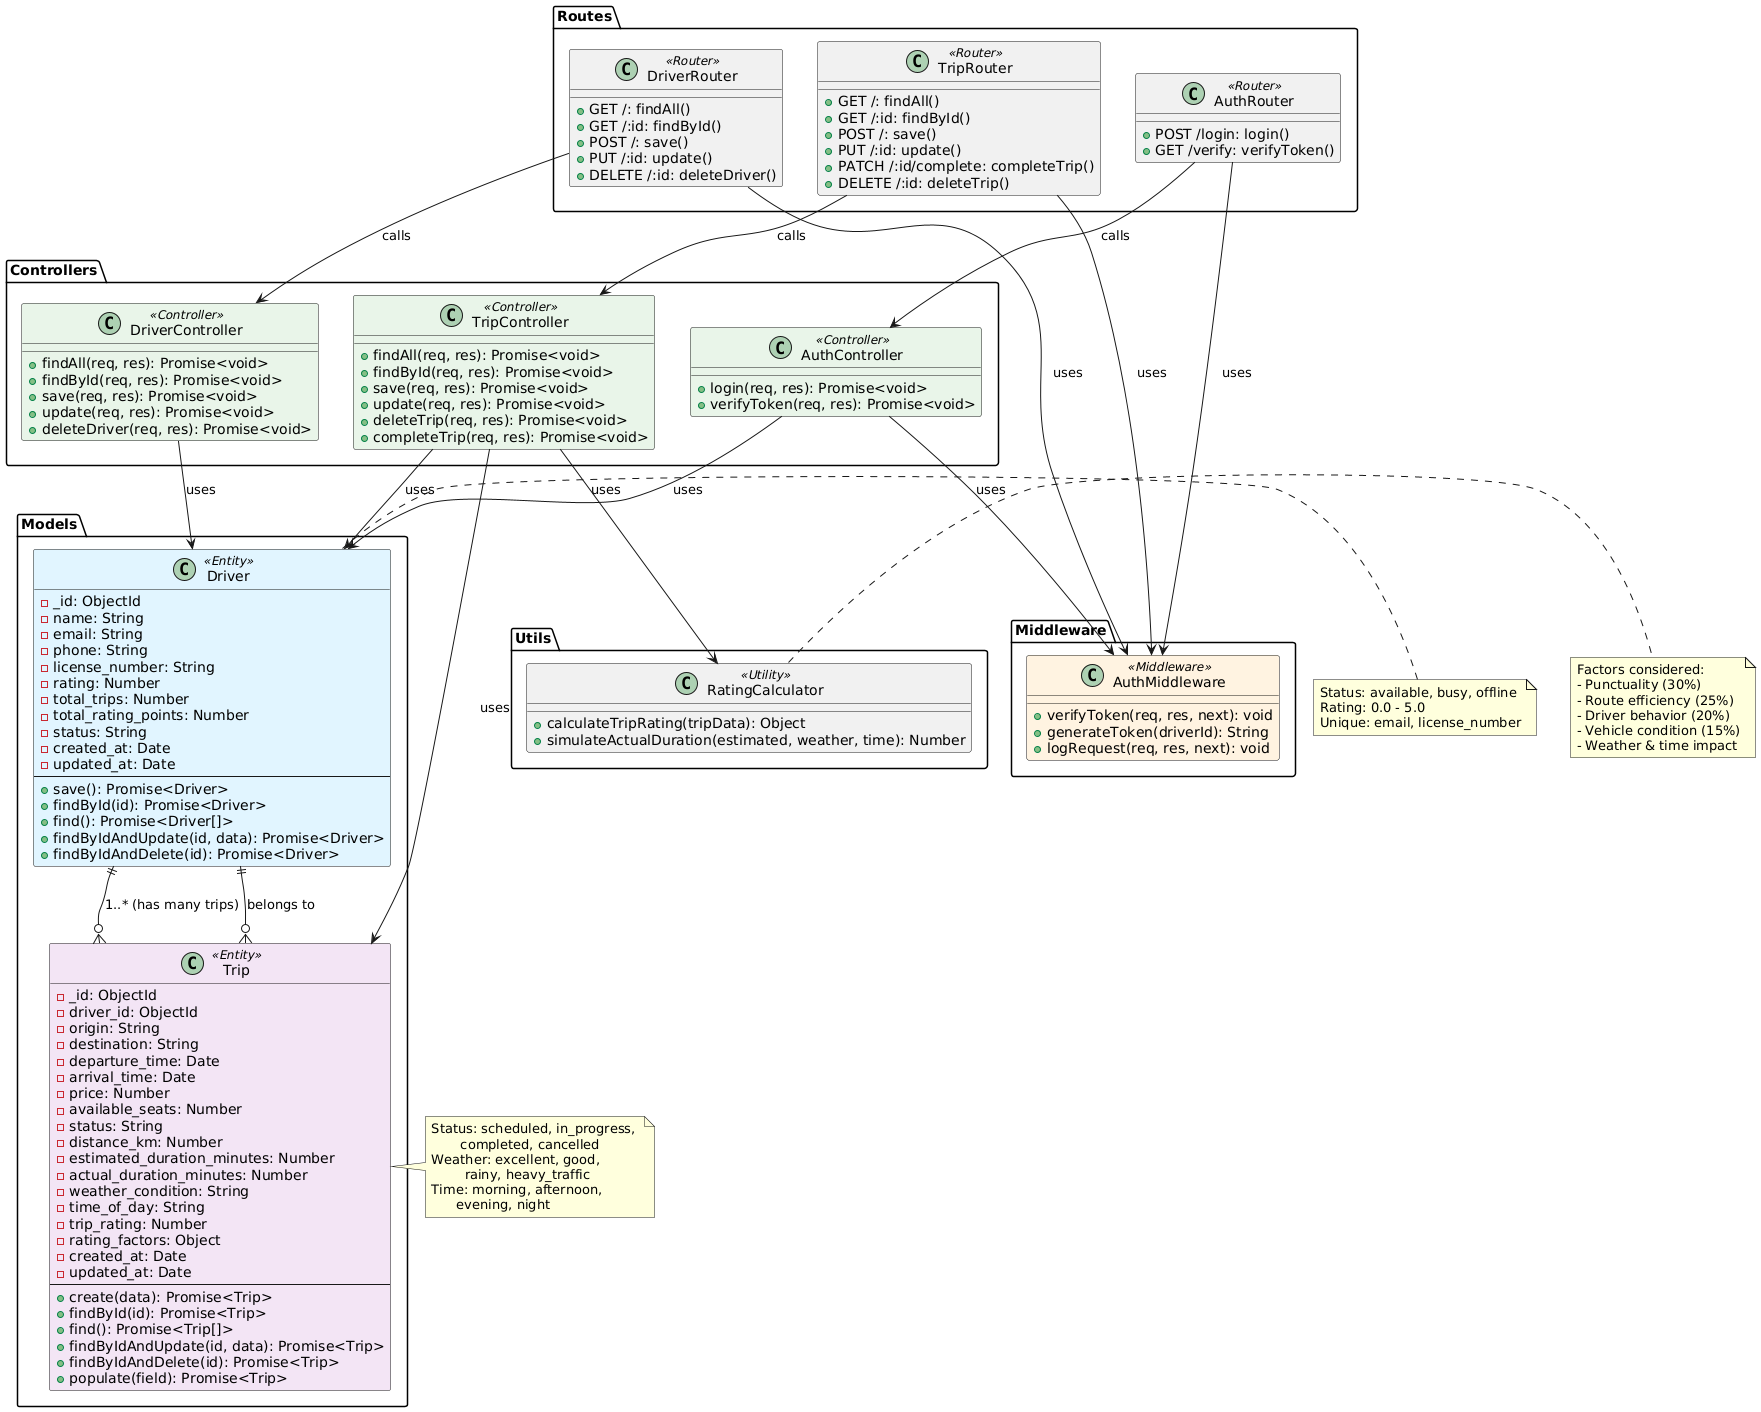 Routes
«Router»
DriverRouter
GET /: findAll()
GET /:id: findById()
POST /: save()
PUT /:id: update()
DELETE /:id: deleteDriver()
«Router»
TripRouter
GET /: findAll()
GET /:id: findById()
POST /: save()
PUT /:id: update()
PATCH /:id/complete: completeTrip()
DELETE /:id: deleteTrip()
«Router»
AuthRouter
POST /login: login()
GET /verify: verifyToken()
calls
calls
calls
Controllers
«Controller»
DriverController
findAll(req, res): Promise<void>
findById(req, res): Promise<void>
save(req, res): Promise<void>
update(req, res): Promise<void>
deleteDriver(req, res): Promise<void>
«Controller»
TripController
findAll(req, res): Promise<void>
findById(req, res): Promise<void>
save(req, res): Promise<void>
update(req, res): Promise<void>
deleteTrip(req, res): Promise<void>
completeTrip(req, res): Promise<void>
«Controller»
AuthController
login(req, res): Promise<void>
verifyToken(req, res): Promise<void>
uses
uses
uses
uses
uses
uses
uses
uses
Models
«Entity»
Driver
_id: ObjectId
name: String
email: String
phone: String
license_number: String
rating: Number
total_trips: Number
total_rating_points: Number
status: String
created_at: Date
updated_at: Date
save(): Promise<Driver>
findById(id): Promise<Driver>
find(): Promise<Driver[]>
findByIdAndUpdate(id, data): Promise<Driver>
findByIdAndDelete(id): Promise<Driver>
uses
Utils
«Utility»
RatingCalculator
calculateTripRating(tripData): Object
simulateActualDuration(estimated, weather, time): Number
Middleware
«Middleware»
AuthMiddleware
verifyToken(req, res, next): void
generateToken(driverId): String
logRequest(req, res, next): void
Status: available, busy, offline
Rating: 0.0 - 5.0
Unique: email, license_number
Factors considered:
- Punctuality (30%)
- Route efficiency (25%)
- Driver behavior (20%)
- Vehicle condition (15%)
- Weather & time impact
1..* (has many trips)
belongs to
«Entity»
Trip
_id: ObjectId
driver_id: ObjectId
origin: String
destination: String
departure_time: Date
arrival_time: Date
price: Number
available_seats: Number
status: String
distance_km: Number
estimated_duration_minutes: Number
actual_duration_minutes: Number
weather_condition: String
time_of_day: String
trip_rating: Number
rating_factors: Object
created_at: Date
updated_at: Date
create(data): Promise<Trip>
findById(id): Promise<Trip>
find(): Promise<Trip[]>
findByIdAndUpdate(id, data): Promise<Trip>
findByIdAndDelete(id): Promise<Trip>
populate(field): Promise<Trip>
Status: scheduled, in_progress,
completed, cancelled
Weather: excellent, good,
rainy, heavy_traffic
Time: morning, afternoon,
evening, night